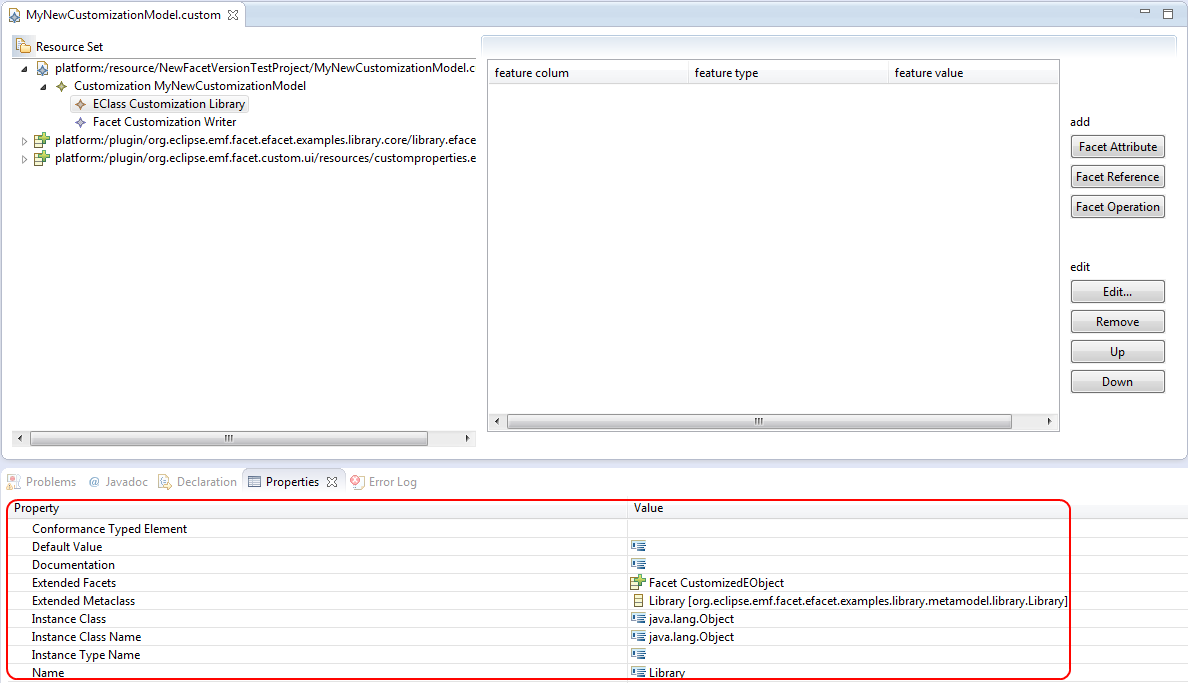 MyNewCustomizationModel.custom
Resource Set
platform:/resource/NewFacetVersionTestProject/MyNewCustomizationModel.c
Customization MyNewCustomizationModel
EClass Customization Library
Facet Customization Writer
platform:/plugin/org.eclipse.emf.facet.efacet.examples.library.core/library.eface
platform:/plugin/org.eclipse.emf.facet.custom.ui/resources/customproperties.e
feature colum feature type feature value
add
Facet Attribute
Facet Reference
Facet Operation
edit
Edit...
Remove
Up
Down
Problems @ Javadoc Declaration Properties Error Log
Property Value
Conformance Typed Element
Default Value
Documentation
Extended Facets Facet CustomizedEObject
Extended Metaclass Library [org.eclipse.emf.facet.efacet.examples.library.metamodel.library.Library]
Instance Class java.lang.Object
Instance Class Name java.lang.Object
Instance Type Name
Name Library